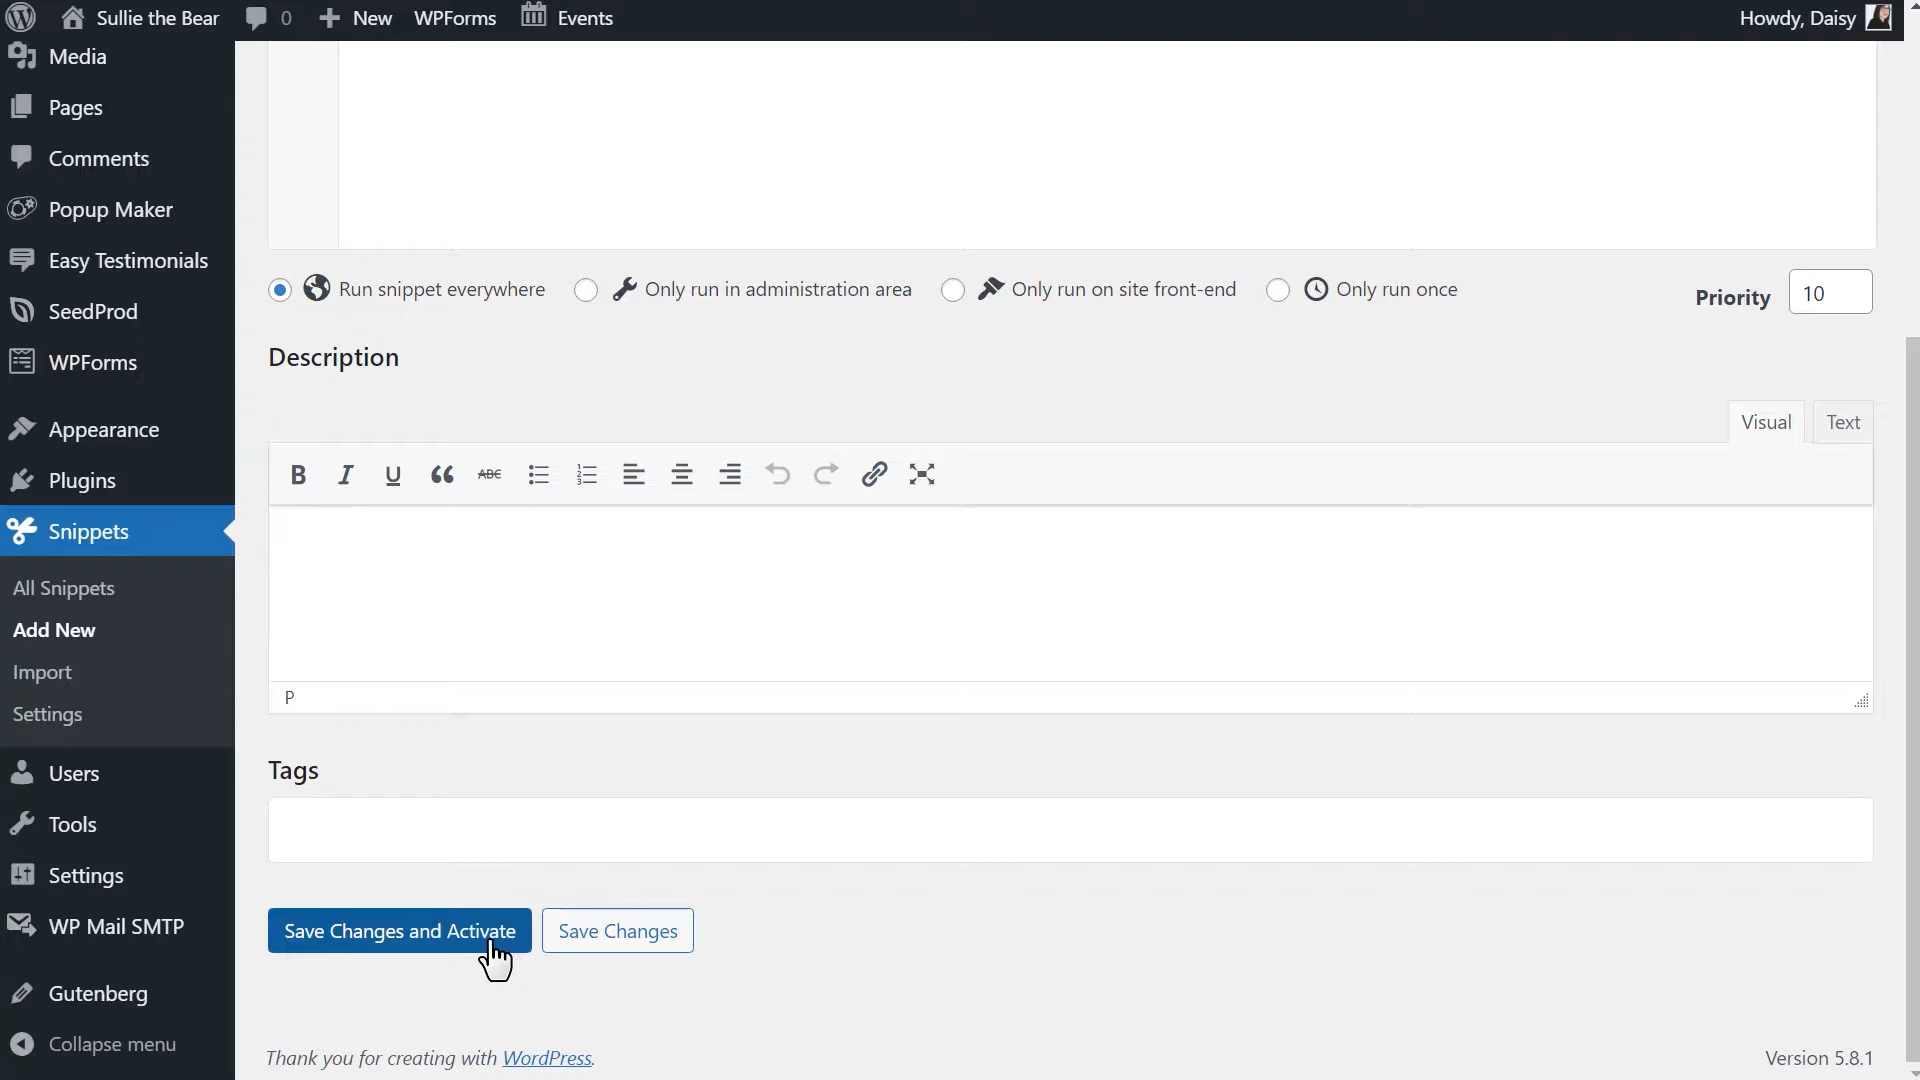 Sullie the Bear 0 New WPForms Events Howdy, Daisy
Media
Pages
Comments
Popup Maker
Easy Testimonials
SeedProd
WPForms
Appearance
Plugins
Snippets
All Snippets
Add New
Import
Settings
Users
Tools
Settings
WP Mail SMTP
Gutenberg
Collapse menu
Run snippet everywhere Only run in administration area Only run on site front-end Only run once Priority 10
Description
Visual Text
B I U ABC
P
Tags
Save Changes and Activate Save Changes
Thank you for creating with WordPress. Version 5.8.1